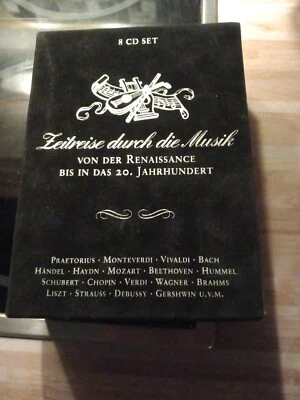 8 CD SET
Zeitreise durch die Musik
VON DER RENAISSANCE
BIS IN DAS 20. JAHRHUNDERT
PRAETORIUS · MONTEVERDI · VIVALDI · BACH
HÄNDEL · HAYDN · MOZART · BEETHOVEN · HUMMEL
SCHUBERT · CHOPIN · VERDI · WAGNER · BRAHMS
LISZT · STRAUSS · DEBUSSY · GERSHWIN U.V.M.